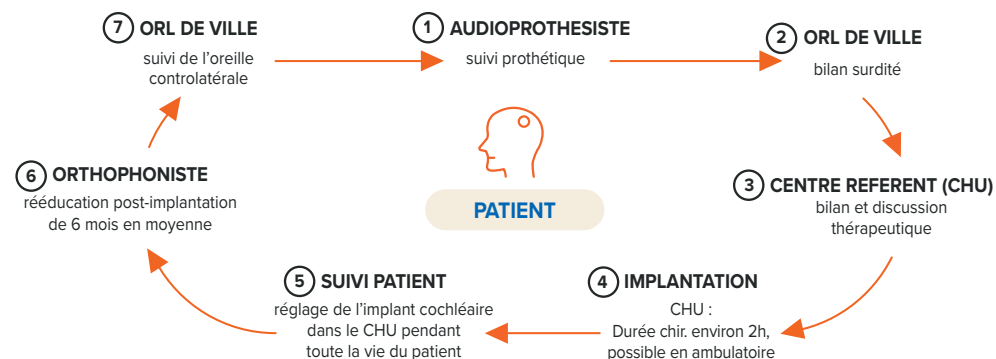 1 AUDIOPROTHESISTE
suivi prothétique
2 ORL DE VILLE
bilan surdité
3 CENTRE REFERENT (CHU)
bilan et discussion
thérapeutique
4 IMPLANTATION
CHU :
Durée chir. environ 2h,
possible en ambulatoire
5 SUIVI PATIENT
réglage de l'implant cochléaire
dans le CHU pendant
toute la vie du patient
6 ORTHOPHONISTE
rééducation post-implantation
de 6 mois en moyenne
7 ORL DE VILLE
suivi de l'oreille
controlatérale
PATIENT